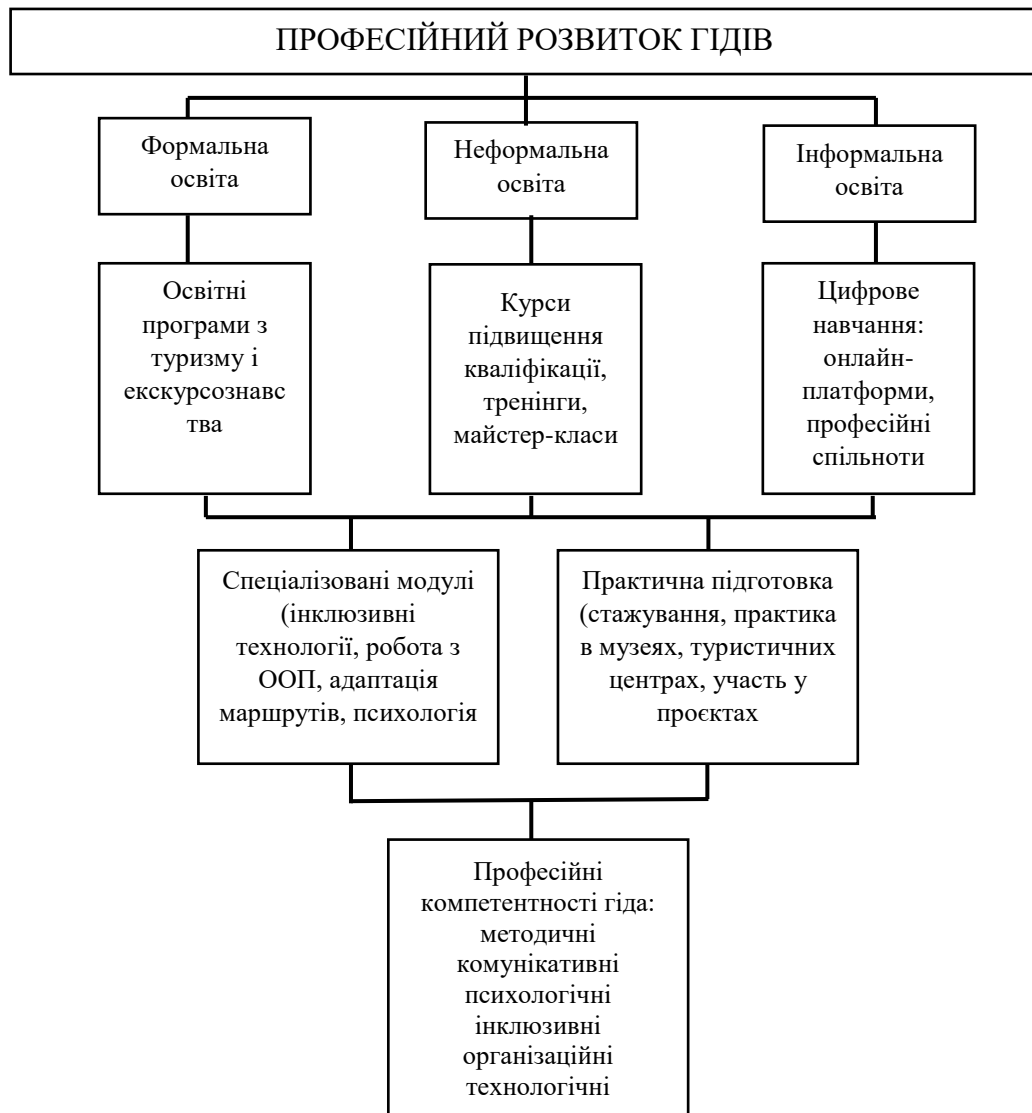 ПРОФЕСІЙНИЙ РОЗВИТОК ГІДІВ
Формальна
освіта
Неформальна
освіта
Інформальна
освіта
Освітні
програми з
туризму і
екскурсознавс
тва
Курси
підвищення
кваліфікації,
тренінги,
майстер-класи
Цифрове
навчання:
онлайн-
платформи,
професійні
спільноти
Спеціалізовані модулі
(інклюзивні
технології, робота з
ООП, адаптація
маршрутів, психологія
Практична підготовка
(стажування, практика
в музеях, туристичних
центрах, участь у
проєктах
Професійні
компетентності гіда:
методичні
комунікативні
психологічні
інклюзивні
організаційні
технологічні